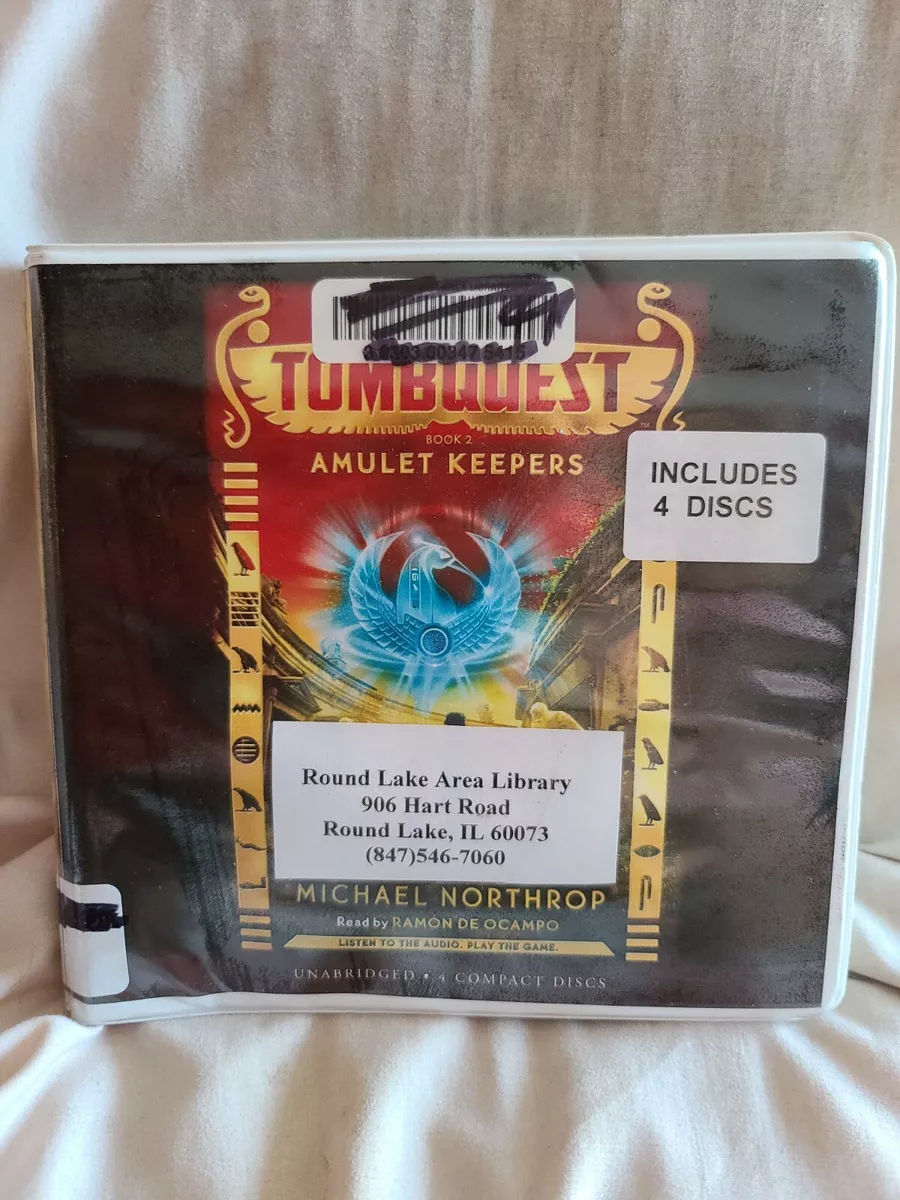 TOMBQUEST
TM
BOOK 2
AMULET KEEPERS
INCLUDES
4 DISCS
Round Lake Area Library
906 Hart Road
Round Lake, IL 60073
(847)546-7060
MICHAEL NORTHROP
Read by RAMÓN DE OCAMPO
LISTEN TO THE AUDIO. PLAY THE GAME.
UNABRIDGED • 4 COMPACT DISCS